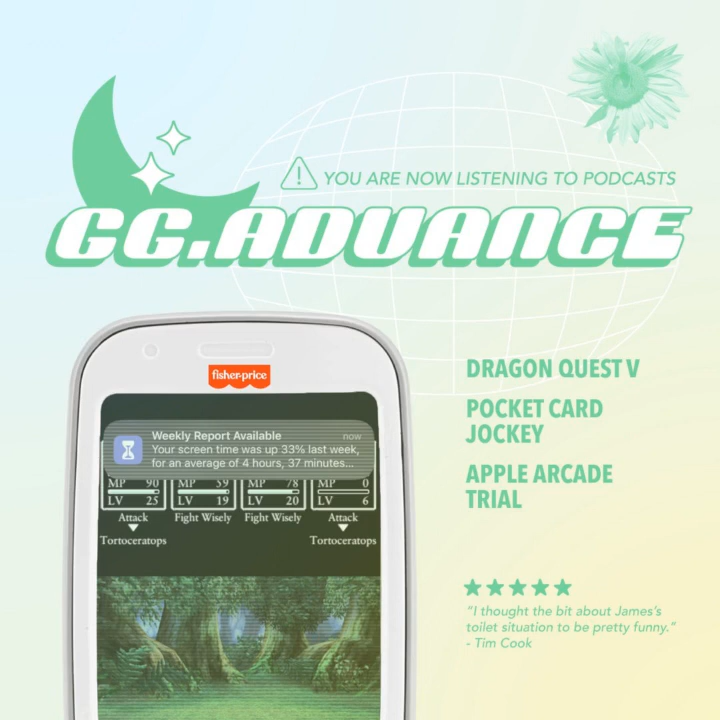 YOU ARE NOW LISTENING TO PODCASTS
GG.ADVANCE
fisher-price
Weekly Report Available now
Your screen time was up 33% last week,
for an average of 4 hours, 37 minutes...
MP 90 MP 59 MP 78 MP 0
LV 25 LV 19 LV 20 LV 6
Attack Fight Wisely Fight Wisely Attack
Tortoceratops Tortoceratops
DRAGON QUEST V
POCKET CARD
JOCKEY
APPLE ARCADE
TRIAL
"I thought the bit about James's
toilet situation to be pretty funny."
- Tim Cook